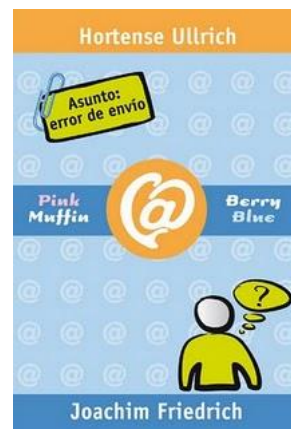 Hortense Ullrich
Asunto:
error de envío
Pink
Muffin
@
Berry
Blue
?
Joachim Friedrich